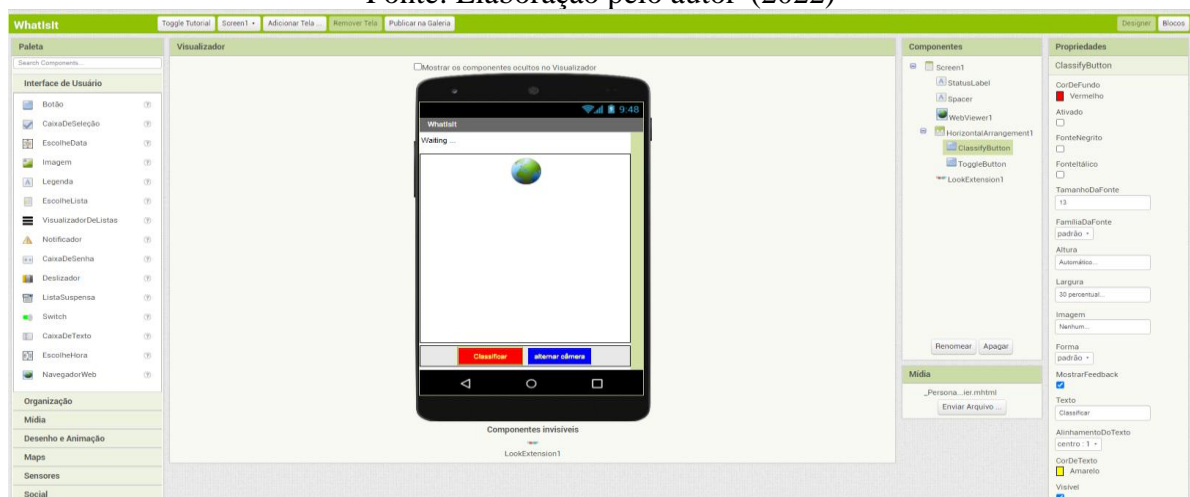 Fonte: Elaboração pelo autor (2022)
WhatIsIt
Toggle Tutorial
Screen1
Adicionar Tela ...
Remover Tela
Publicar na Galeria
Designer
Blocos
Paleta
Search Components...
Interface de Usuário
Botão
CaixaDeSeleção
EscolheData
Imagem
Legenda
EscolheLista
VisualizadorDeListas
Notificador
CaixaDeSenha
Deslizador
ListaSuspensa
Switch
CaixaDeTexto
EscolheHora
NavegadorWeb
Organização
Mídia
Desenho e Animação
Maps
Sensores
Social
Visualizador
Mostrar os componentes ocultos no Visualizador
9:48
WhatIsIt
Waiting ...
Classificar
alternar câmera
Componentes invisíveis
LookExtension1
Componentes
Screen1
StatusLabel
Spacer
WebViewer1
HorizontalArrangement1
ClassifyButton
ToggleButton
LookExtension1
Renomear
Apagar
Mídia
_Persona...ier.mhtml
Enviar Arquivo ...
Propriedades
ClassifyButton
CorDeFundo
Vermelho
Ativado
FonteNegrito
FonteItálico
TamanhoDaFonte
13
FamíliaDaFonte
padrão
Altura
Automático...
Largura
30 percentual...
Imagem
Nenhum...
Forma
padrão
MostrarFeedback
Texto
Classificar
AlinhamentoDoTexto
centro : 1
CorDeTexto
Amarelo
Visível